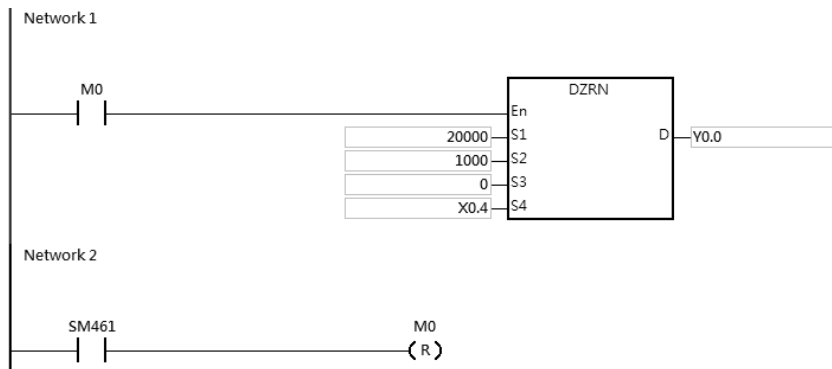 Network 1
M0
DZRN
En
20000 S1 D Y0.0
1000 S2
0 S3
X0.4 S4
Network 2
SM461 M0
R